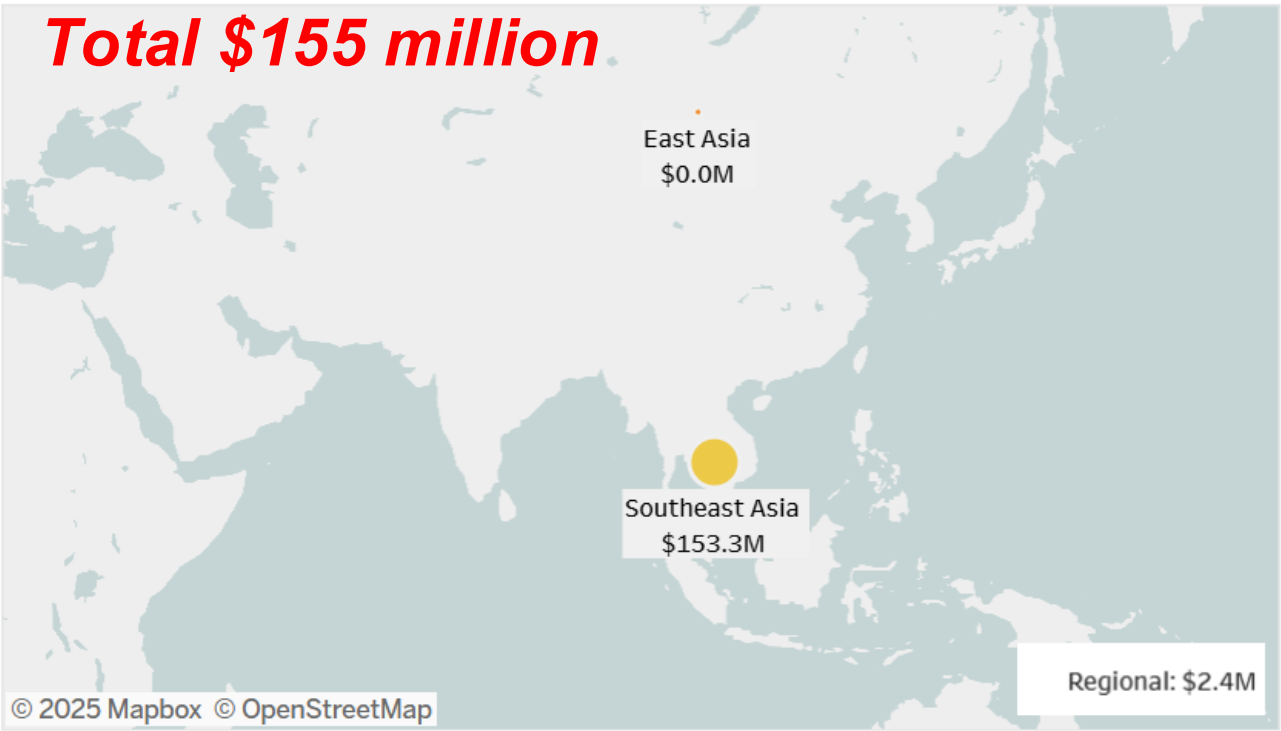 Total $155 million
East Asia
$0.0M
Southeast Asia
$153.3M
Regional: $2.4M
© 2025 Mapbox © OpenStreetMap